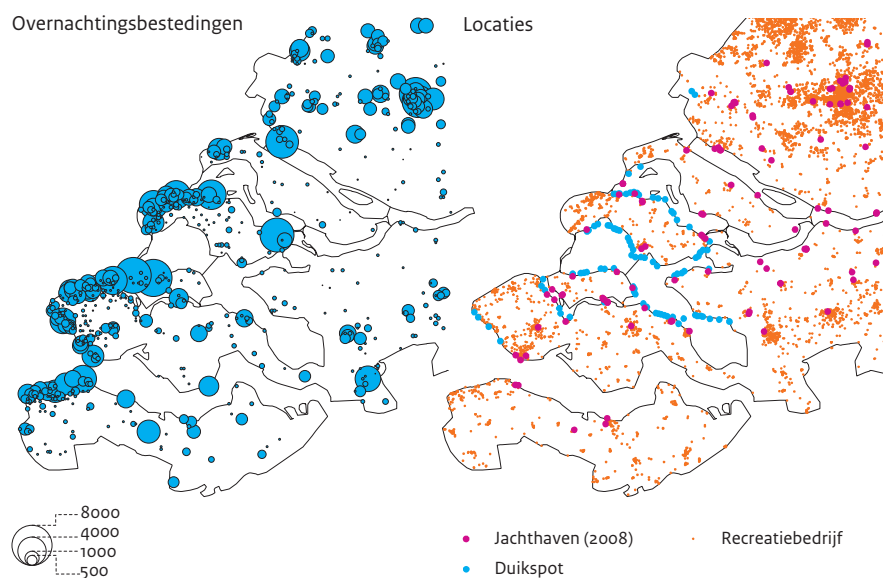 Overnachtingsbestedingen
Locaties
8000
4000
1000
500
Jachthaven (2008)
Recreatiebedrijf
Duikspot